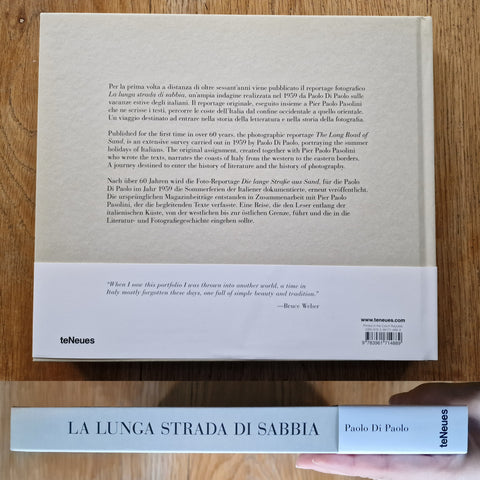 Per la prima volta a distanza di oltre sessant'anni viene pubblicato il reportage fotografico
La lunga strada di sabbia, un'ampia indagine realizzata nel 1959 da Paolo Di Paolo sulle
vacanze estive degli italiani. Il reportage originale, eseguito insieme a Pier Paolo Pasolini
che ne scrisse i testi, percorre le coste dell'Italia dal confine occidentale a quello orientale.
Un viaggio destinato ad entrare nella storia della letteratura e nella storia della fotografia.
Published for the first time in over 60 years, the photographic reportage The Long Road of
Sand, is an extensive survey carried out in 1959 by Paolo Di Paolo, portraying the summer
holidays of Italians. The original assignment, created together with Pier Paolo Pasolini
who wrote the texts, narrates the coasts of Italy from the western to the eastern borders.
A journey destined to enter the history of literature and the history of photography.
Nach über 60 Jahren wird die Foto-Reportage Die lange Straße aus Sand, für die Paolo
Di Paolo im Jahr 1959 die Sommerferien der Italiener dokumentierte, erneut veröffentlicht.
Die ursprünglichen Magazinbeiträge entstanden in Zusammenarbeit mit Pier Paolo
Pasolini, der die begleitenden Texte verfasste. Eine Reise, die den Leser entlang der
italienischen Küste, von der westlichen bis zur östlichen Grenze, führt und die in die
Literatur- und Fotografiegeschichte eingehen sollte.
"When I saw this portfolio I was thrown into another world, a time in
Italy mostly forgotten these days, one full of simple beauty and tradition."
—Bruce Weber
www.teneues.com
Printed in the Czech Republic
9 783961 714889
teNeues
LA LUNGA STRADA DI SABBIA
Paolo Di Paolo
teNeues